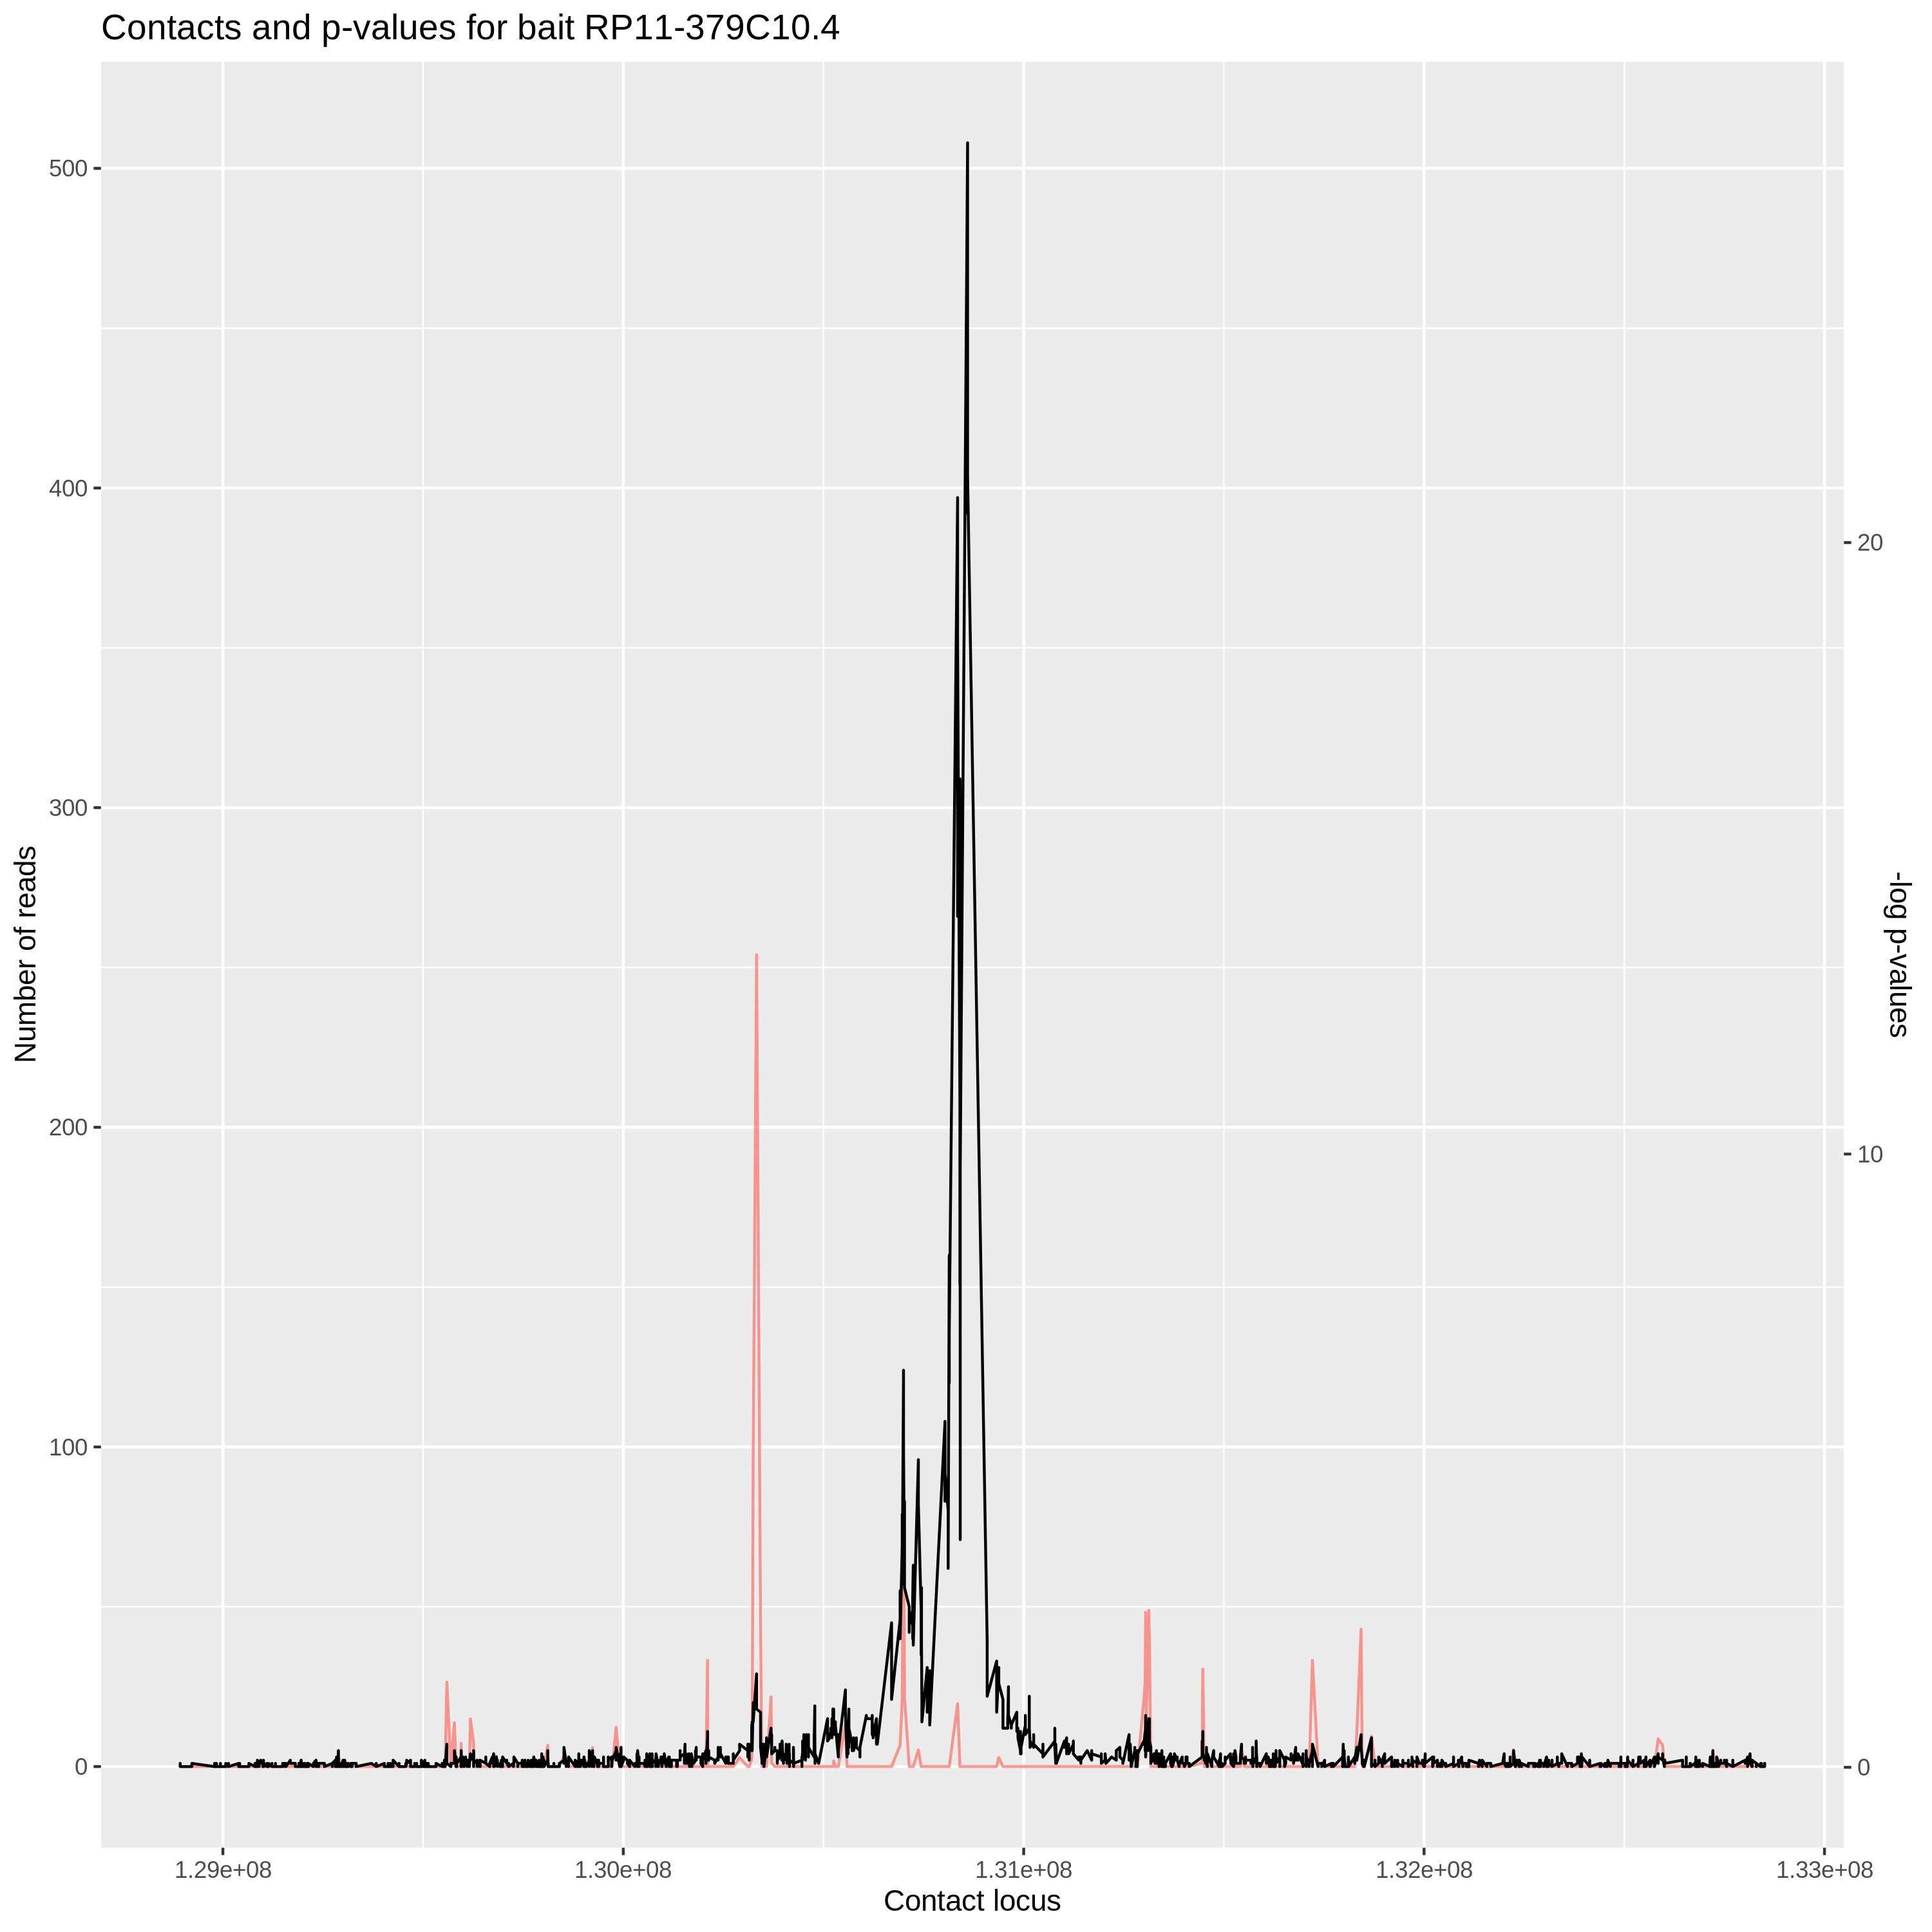 Contacts and p-values for bait RP11-379C10.4
500
400
300
200
100
0
Number of reads
20
10
0
-log p-values
1.29e+08
1.30e+08
1.31e+08
1.32e+08
1.33e+08
Contact locus